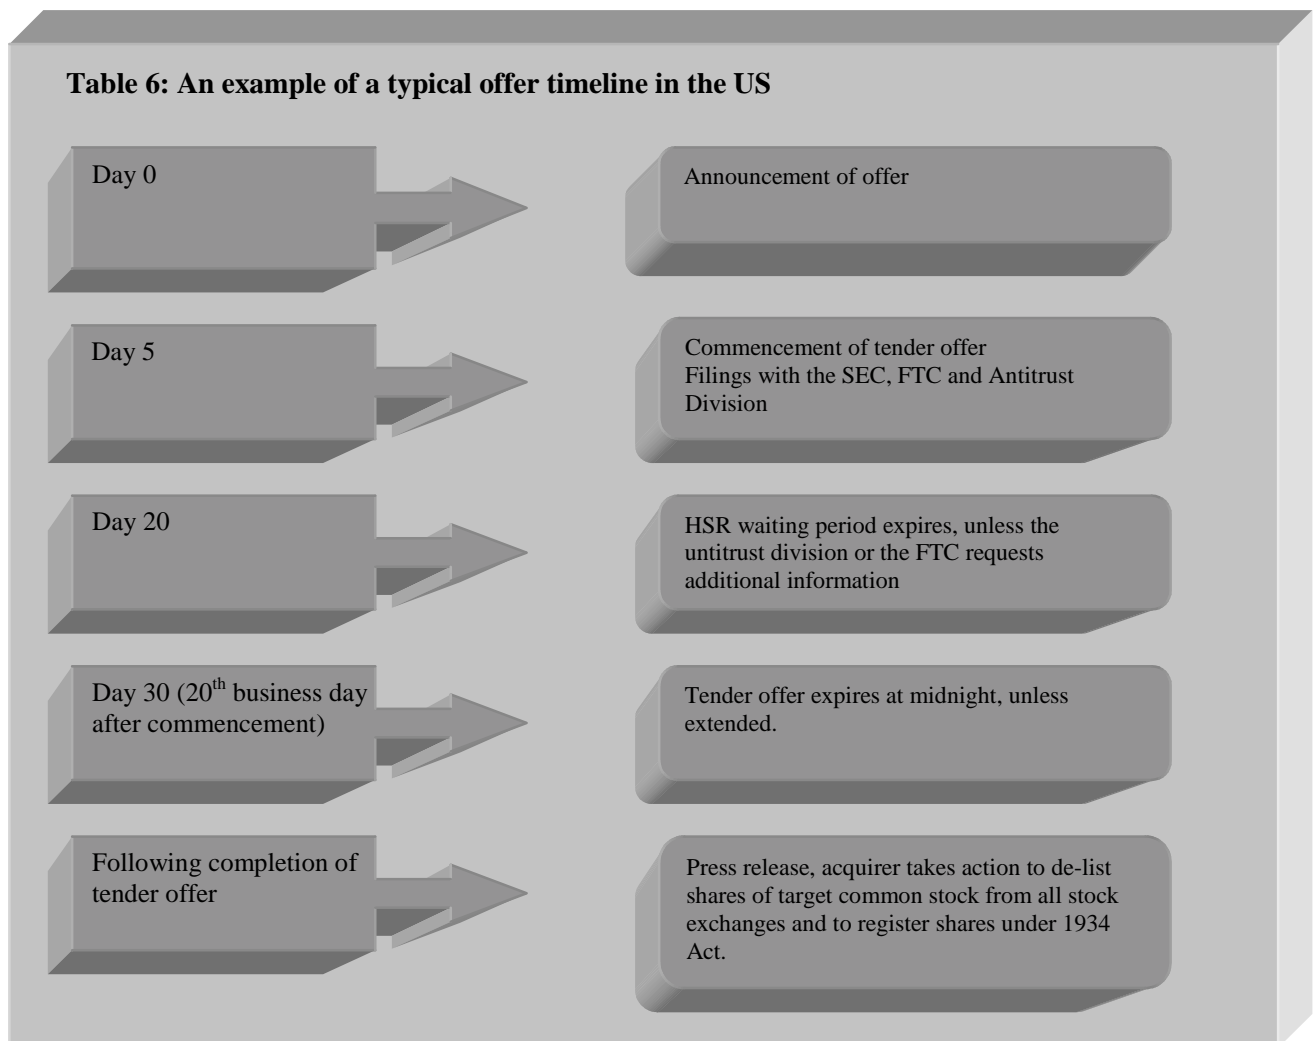 Table 6: An example of a typical offer timeline in the US
Day 0
Announcement of offer
Day 5
Commencement of tender offer
Filings with the SEC, FTC and Antitrust
Division
Day 20
HSR waiting period expires, unless the
untitrust division or the FTC requests
additional information
Day 30 (20th business day
after commencement)
Tender offer expires at midnight, unless
extended.
Following completion of
tender offer
Press release, acquirer takes action to de-list
shares of target common stock from all stock
exchanges and to register shares under 1934
Act.